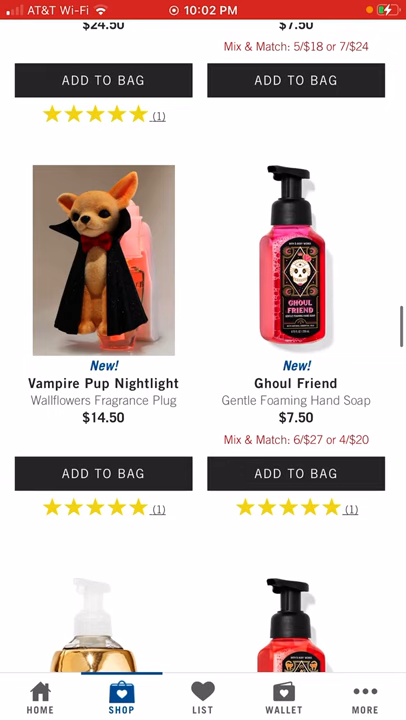 AT&T Wi-Fi 10:02 PM
$24.50 $7.50
Mix & Match: 5/$18 or 7/$24
ADD TO BAG ADD TO BAG
(1)
GHOUL
FRIEND
New! New!
Vampire Pup Nightlight Ghoul Friend
Wallflowers Fragrance Plug Gentle Foaming Hand Soap
$14.50 $7.50
Mix & Match: 6/$27 or 4/$20
ADD TO BAG ADD TO BAG
(1) (1)
HOME SHOP LIST WALLET MORE